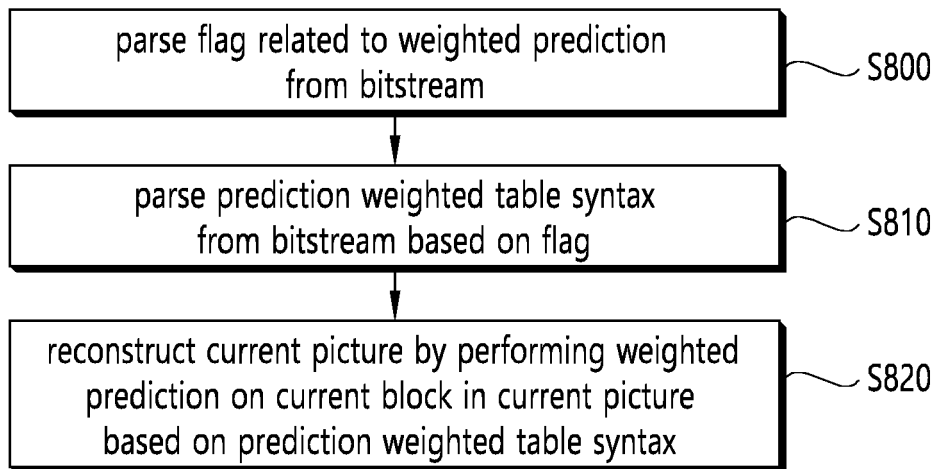 parse flag related to weighted prediction
from bitstream
S800
parse prediction weighted table syntax
from bitstream based on flag
S810
reconstruct current picture by performing weighted
prediction on current block in current picture
based on prediction weighted table syntax
S820